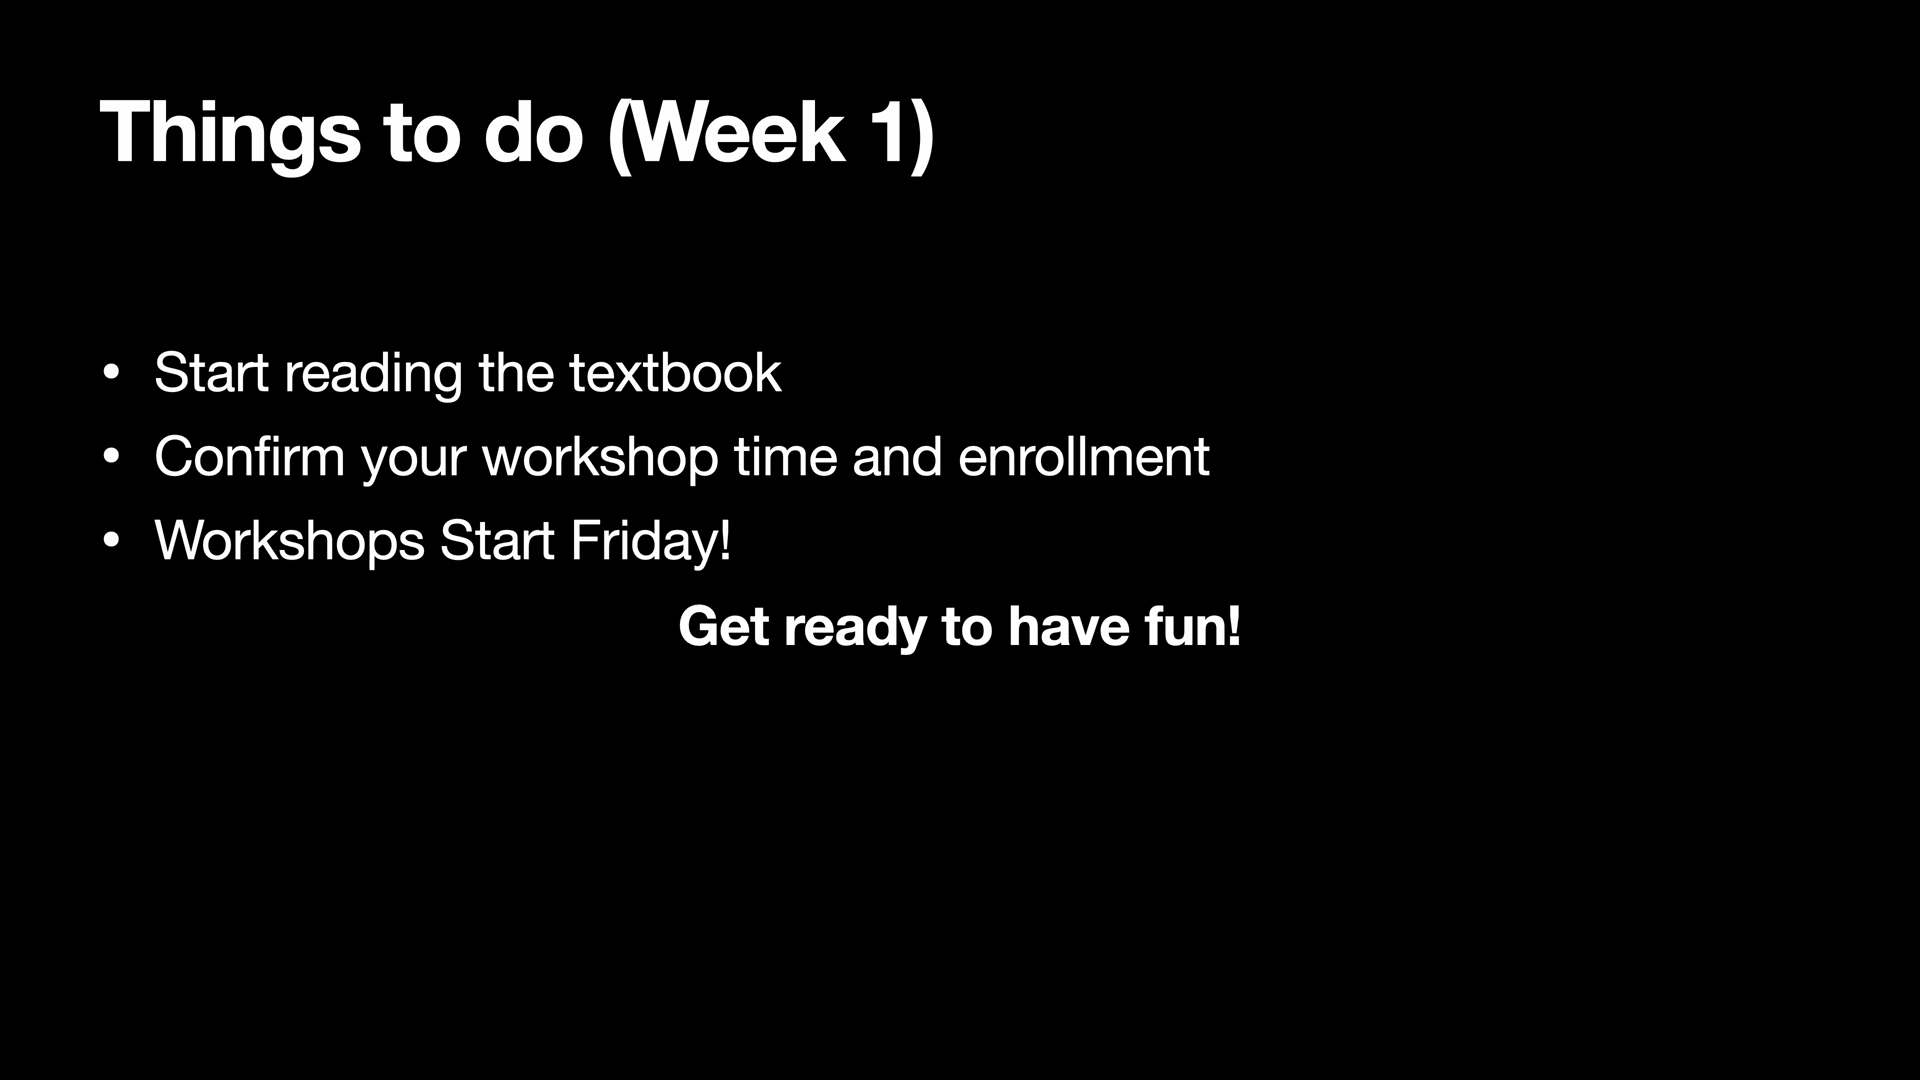 Things to do (Week 1)
• Start reading the textbook
• Confirm your workshop time and enrollment
• Workshops Start Friday!
Get ready to have fun!